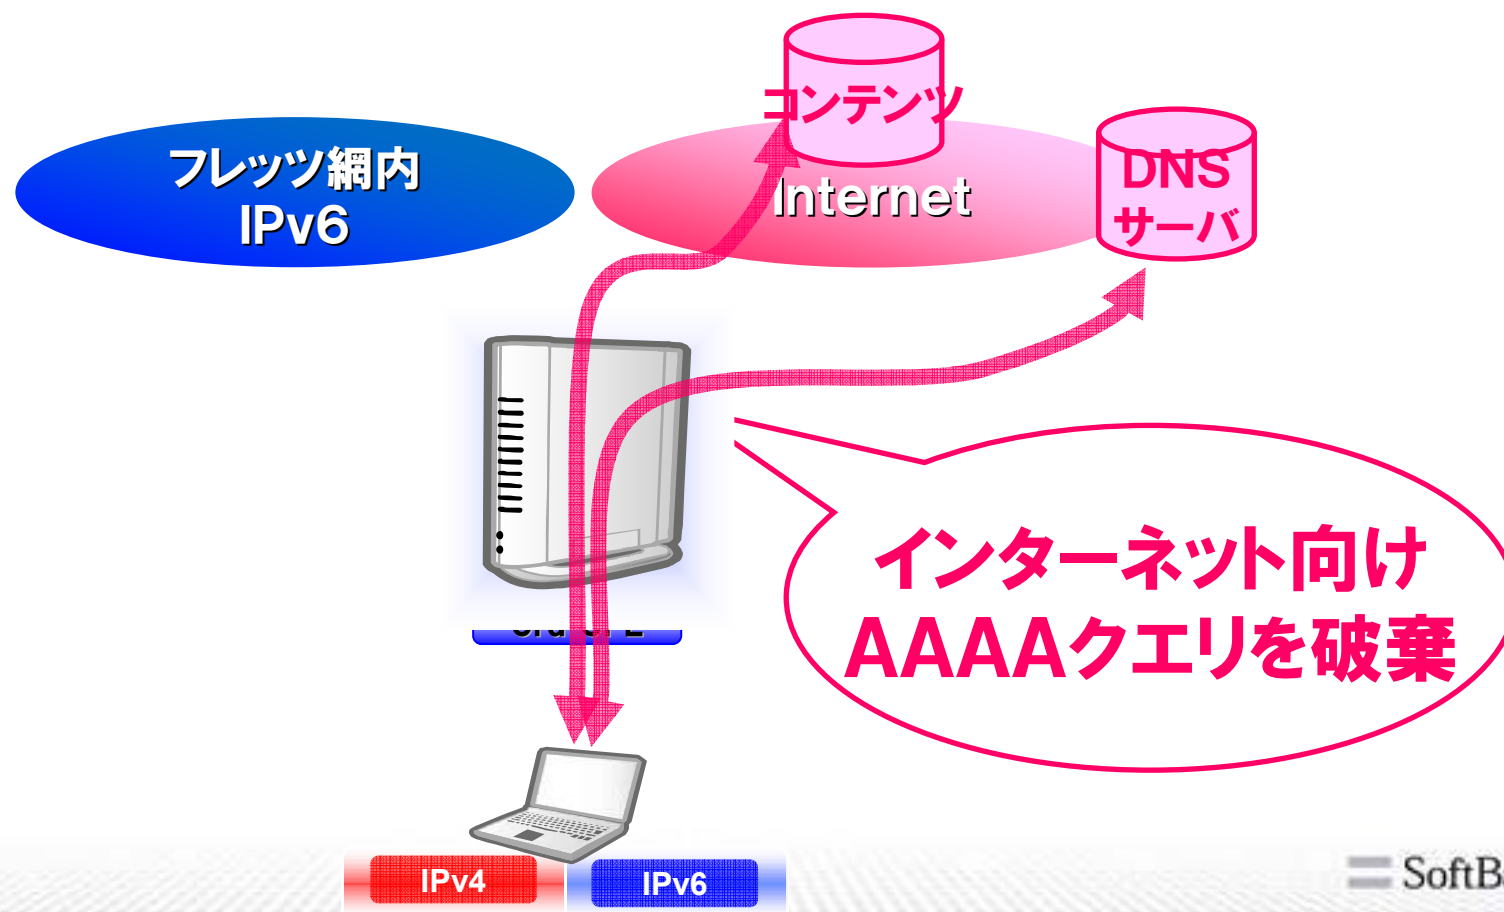 コンテンツ
フレッツ網内
IPv6
Internet
DNS
サーバ
インターネット向け
AAAAクエリを破棄
IPv4
IPv6